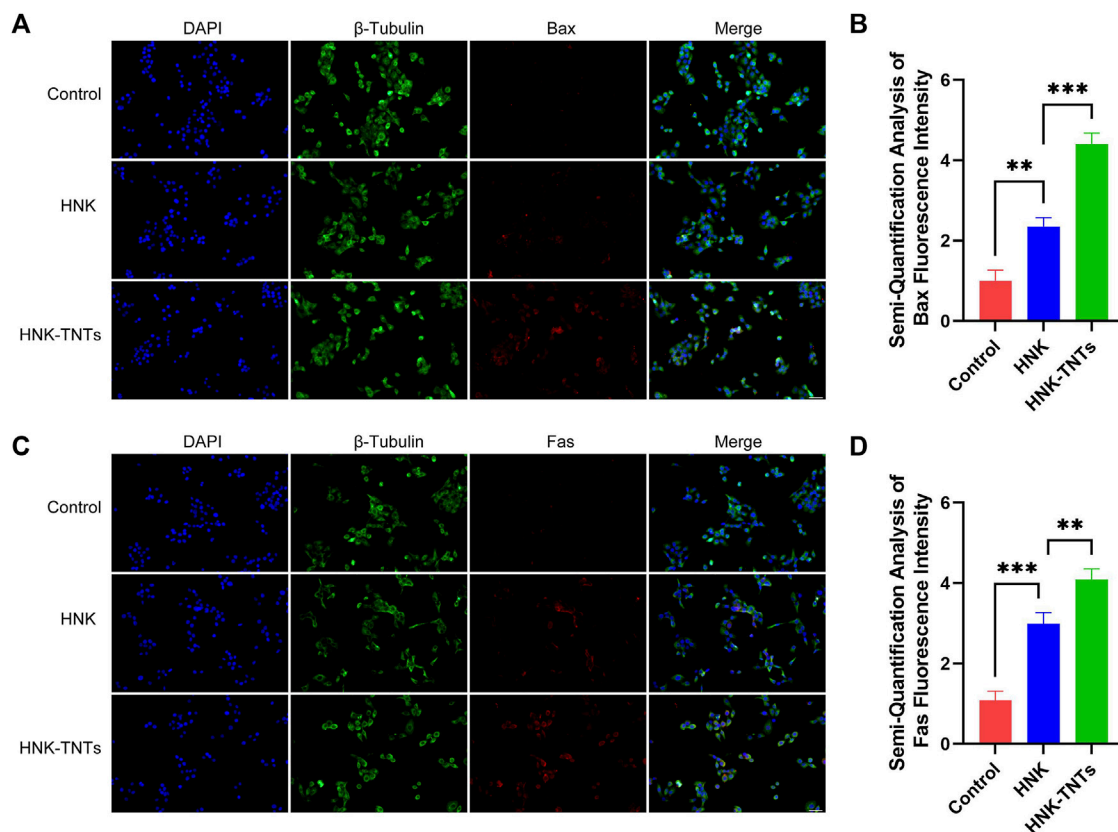 A
DAPI
β-Tubulin
Bax
Merge
Control
HNK
HNK-TNTs
B
Semi-Quantification Analysis of
Bax Fluorescence Intensity
6
4
2
0
**
***
Control
HNK
HNK-TNTs
C
DAPI
β-Tubulin
Fas
Merge
Control
HNK
HNK-TNTs
D
Semi-Quantification Analysis of
Fas Fluorescence Intensity
6
4
2
0
***
**
Control
HNK
HNK-TNTs